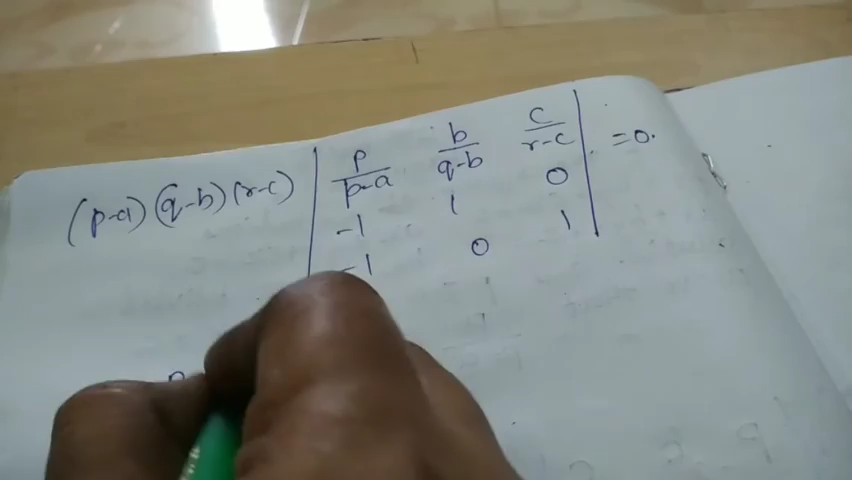 (p-a) (q-b) (r-c) | p/(p-a) b/(q-b) c/(r-c) | = 0.
-1 1 0
-1 0 1
p